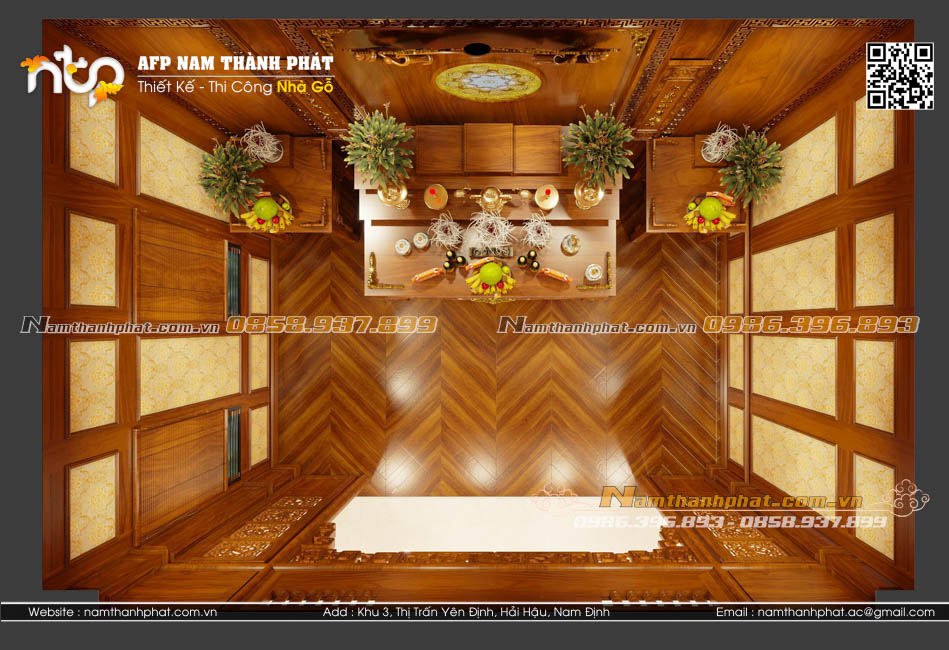 ntp
AFP NAM THÀNH PHÁT
Thiết Kế - Thi Công Nhà Gỗ
Namthanhphat.com.vn 0858.937.899
Namthanhphat.com.vn 0986.396.893
Namthanhphat.com.vn
0986.396.893 - 0858.937.899
Website : namthanhphat.com.vn
Add : Khu 3, Thị Trấn Yên Định, Hải Hậu, Nam Định
Email : namthanhphat.ac@gmail.com